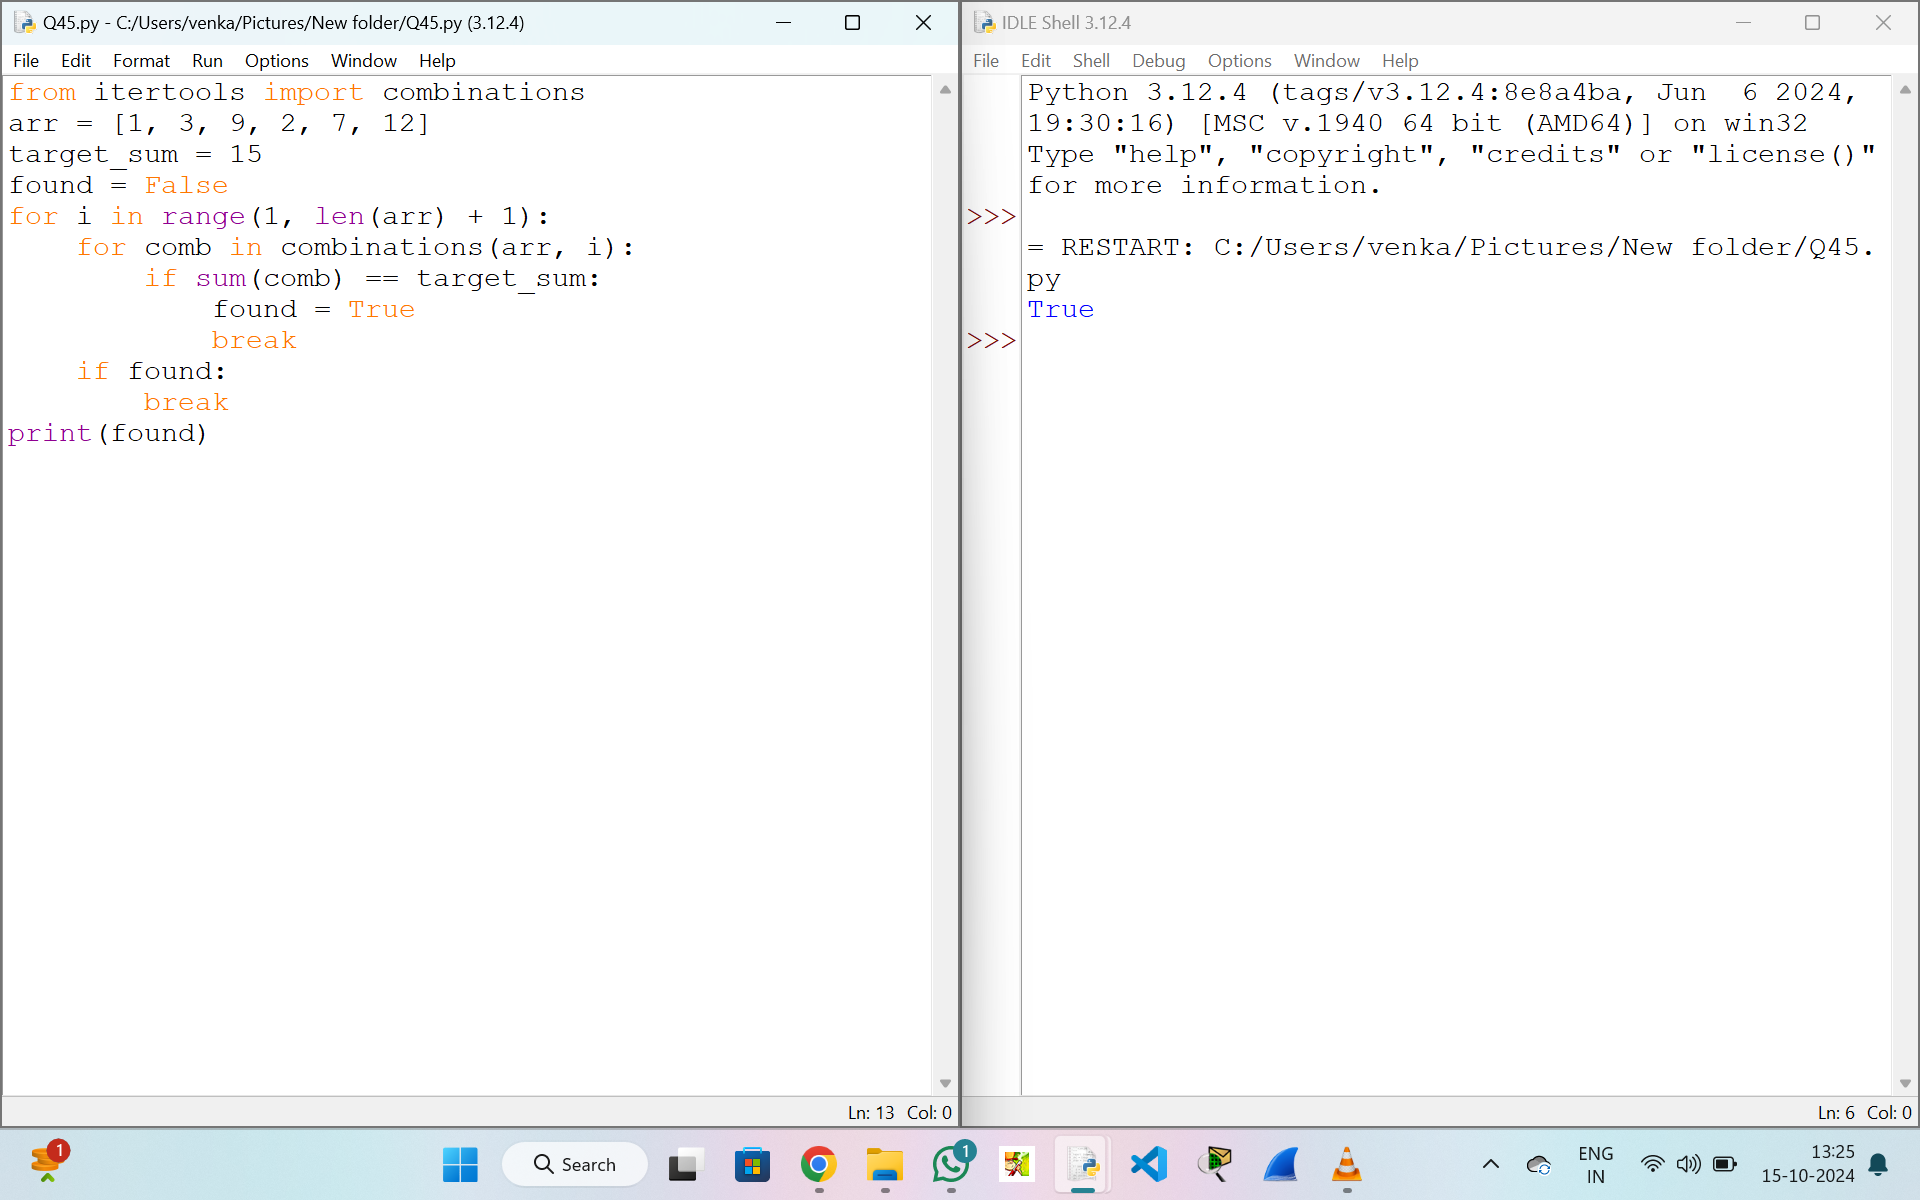 Q45.py - C:/Users/venka/Pictures/New folder/Q45.py (3.12.4)
File Edit Format Run Options Window Help
from itertools import combinations
arr = [1, 3, 9, 2, 7, 12]
target_sum = 15
found = False
for i in range(1, len(arr) + 1):
    for comb in combinations(arr, i):
        if sum(comb) == target_sum:
            found = True
            break
    if found:
        break
print(found)
Ln: 13 Col: 0
IDLE Shell 3.12.4
File Edit Shell Debug Options Window Help
Python 3.12.4 (tags/v3.12.4:8e8a4ba, Jun  6 2024,
19:30:16) [MSC v.1940 64 bit (AMD64)] on win32
Type "help", "copyright", "credits" or "license()"
for more information.
>>>
= RESTART: C:/Users/venka/Pictures/New folder/Q45.
py
True
>>>
Ln: 6 Col: 0
1
Search
1
ENG
IN
13:25
15-10-2024